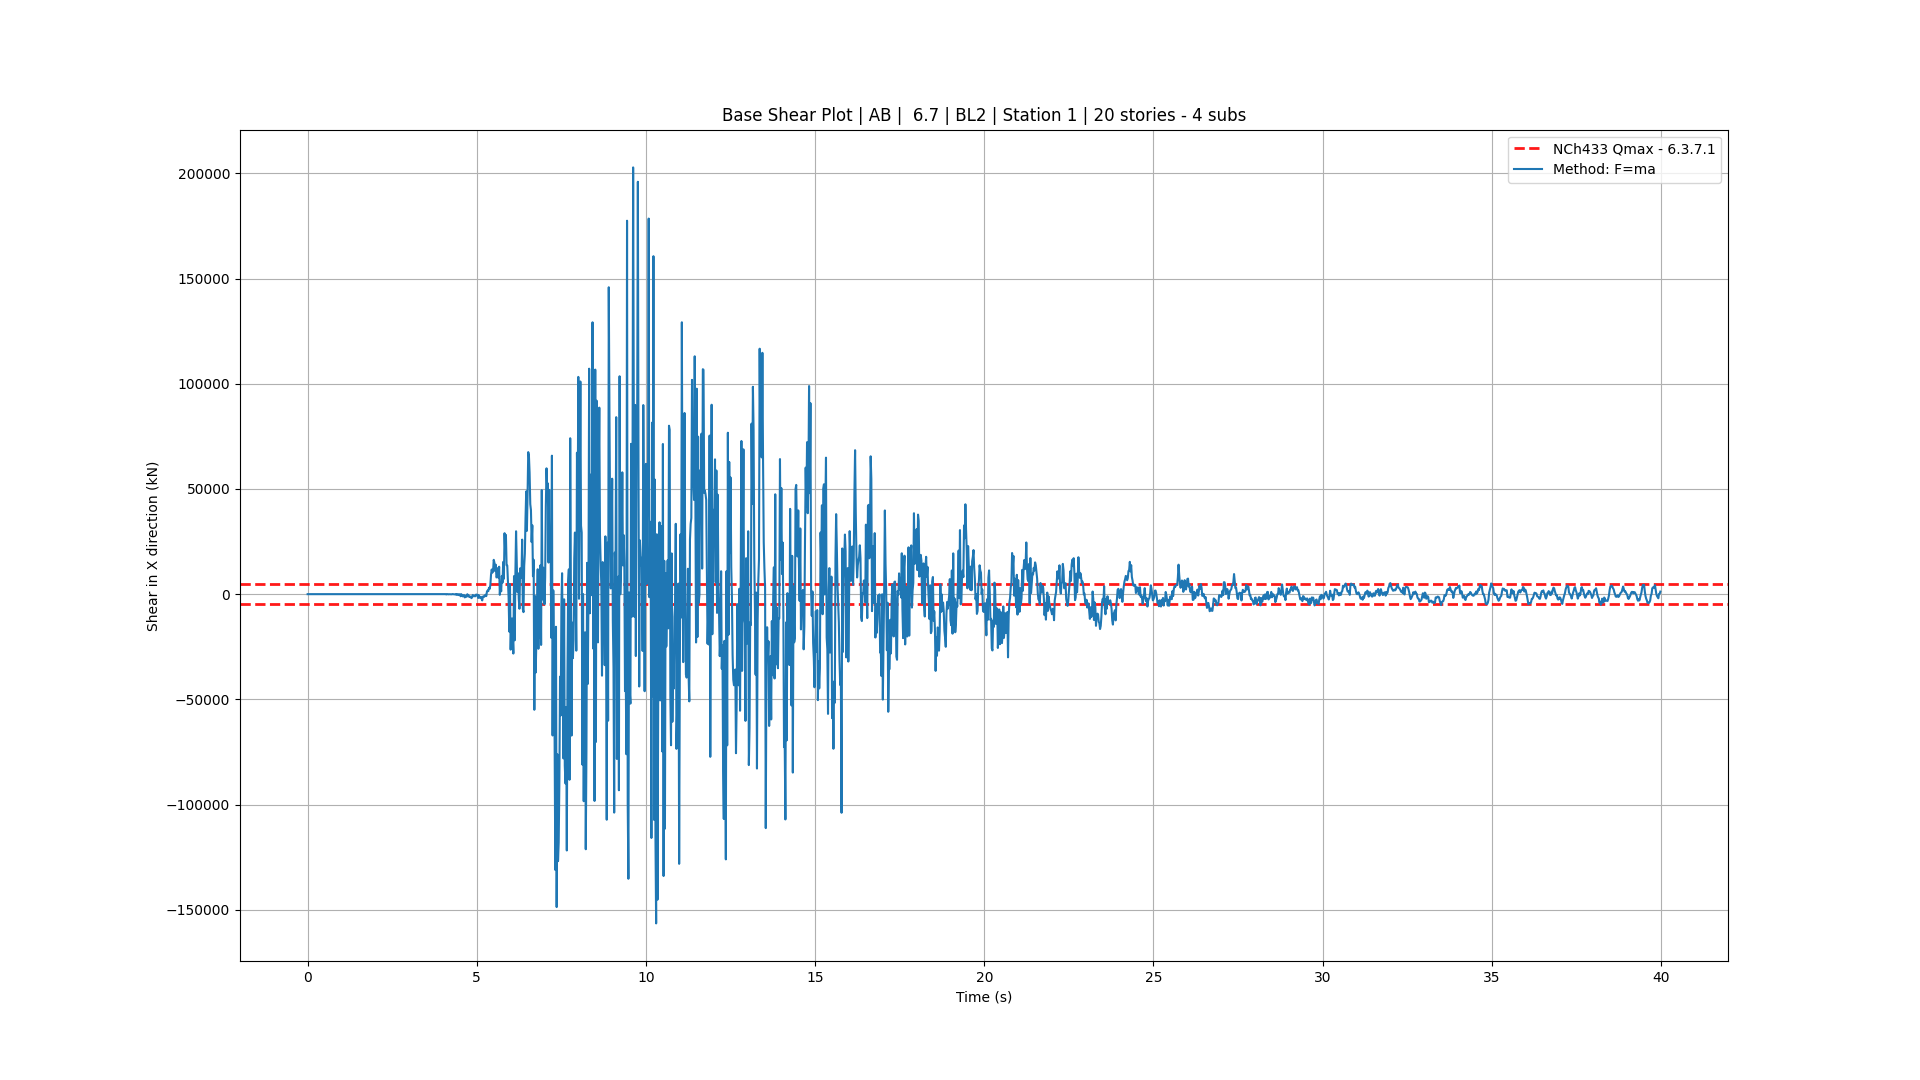 Base Shear Plot | AB |  6.7 | BL2 | Station 1 | 20 stories - 4 subs
NCh433 Qmax - 6.3.7.1
Method: F=ma
Shear in X direction (kN)
200000
150000
100000
50000
0
−50000
−100000
−150000
0 5 10 15 20 25 30 35 40
Time (s)